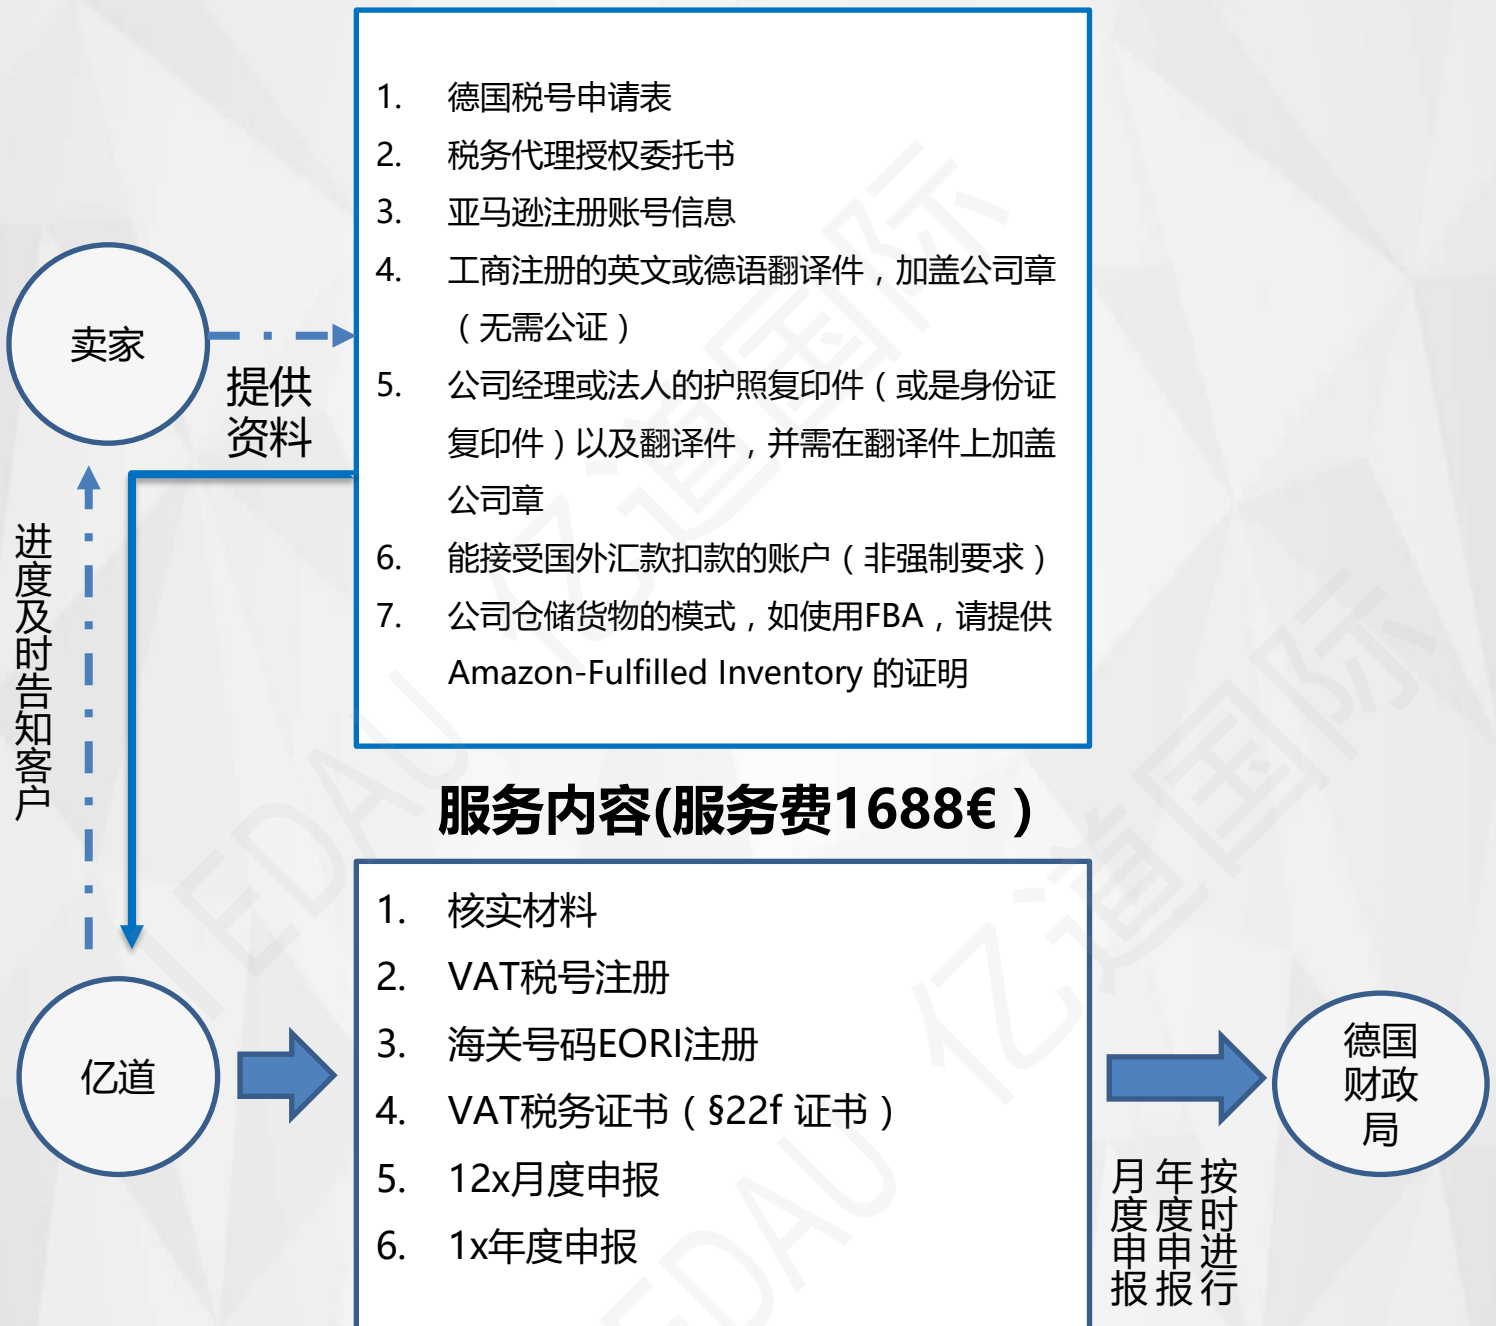 1. 德国税号申请表
2. 税务代理授权委托书
3. 亚马逊注册账号信息
4. 工商注册的英文或德语翻译件，加盖公司章
（无需公证）
5. 公司经理或法人的护照复印件（或是身份证
复印件）以及翻译件，并需在翻译件上加盖
公司章
6. 能接受国外汇款扣款的账户（非强制要求）
7. 公司仓储货物的模式，如使用FBA，请提供
Amazon-Fulfilled Inventory 的证明
卖家
提供
资料
进度及时告知客户
服务内容(服务费1688€）
亿道
1. 核实材料
2. VAT税号注册
3. 海关号码EORI注册
4. VAT税务证书（§22f 证书）
5. 12x月度申报
6. 1x年度申报
德国
财政
局
按时进行
年度申报
月度申报
IEDAU 亿道国际
IEDAU 亿道国际